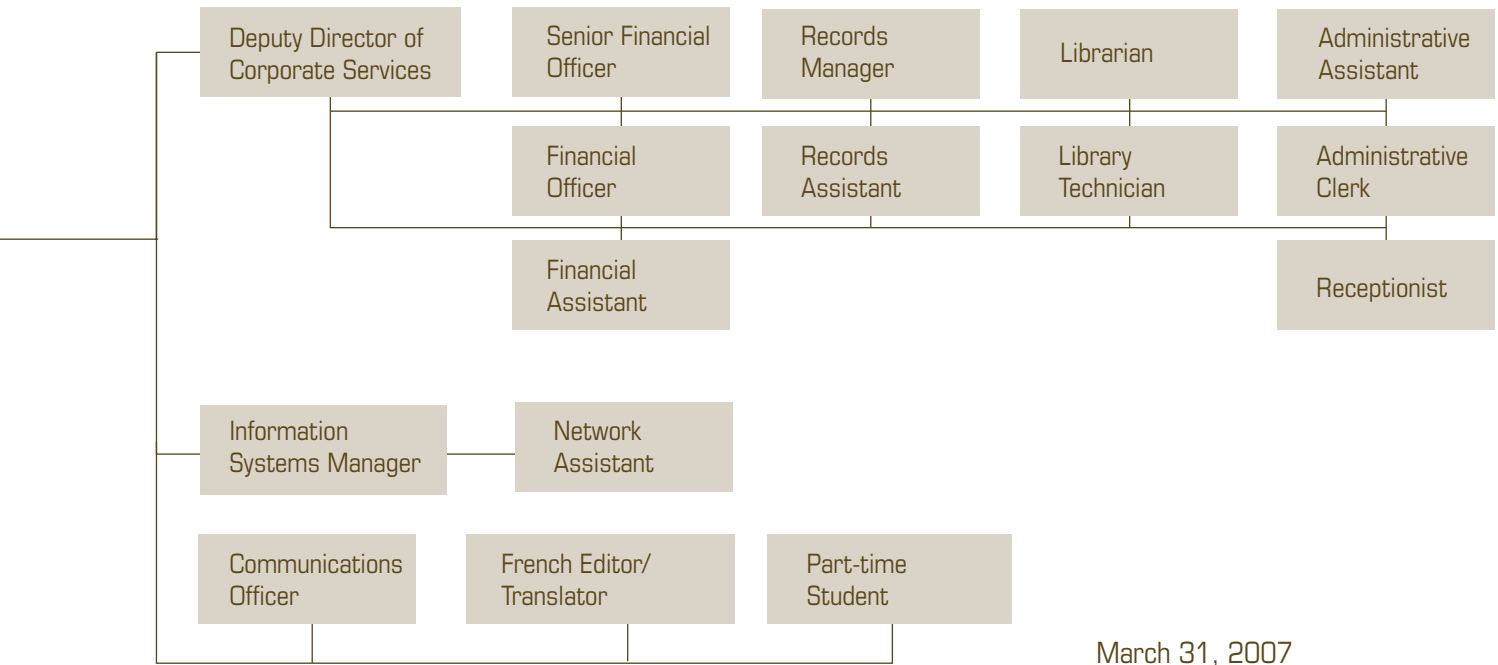 Deputy Director of
Corporate Services
Senior Financial
Officer
Records
Manager
Librarian
Administrative
Assistant
Financial
Officer
Records
Assistant
Library
Technician
Administrative
Clerk
Financial
Assistant
Receptionist
Information
Systems Manager
Network
Assistant
Communications
Officer
French Editor/
Translator
Part-time
Student
March 31, 2007